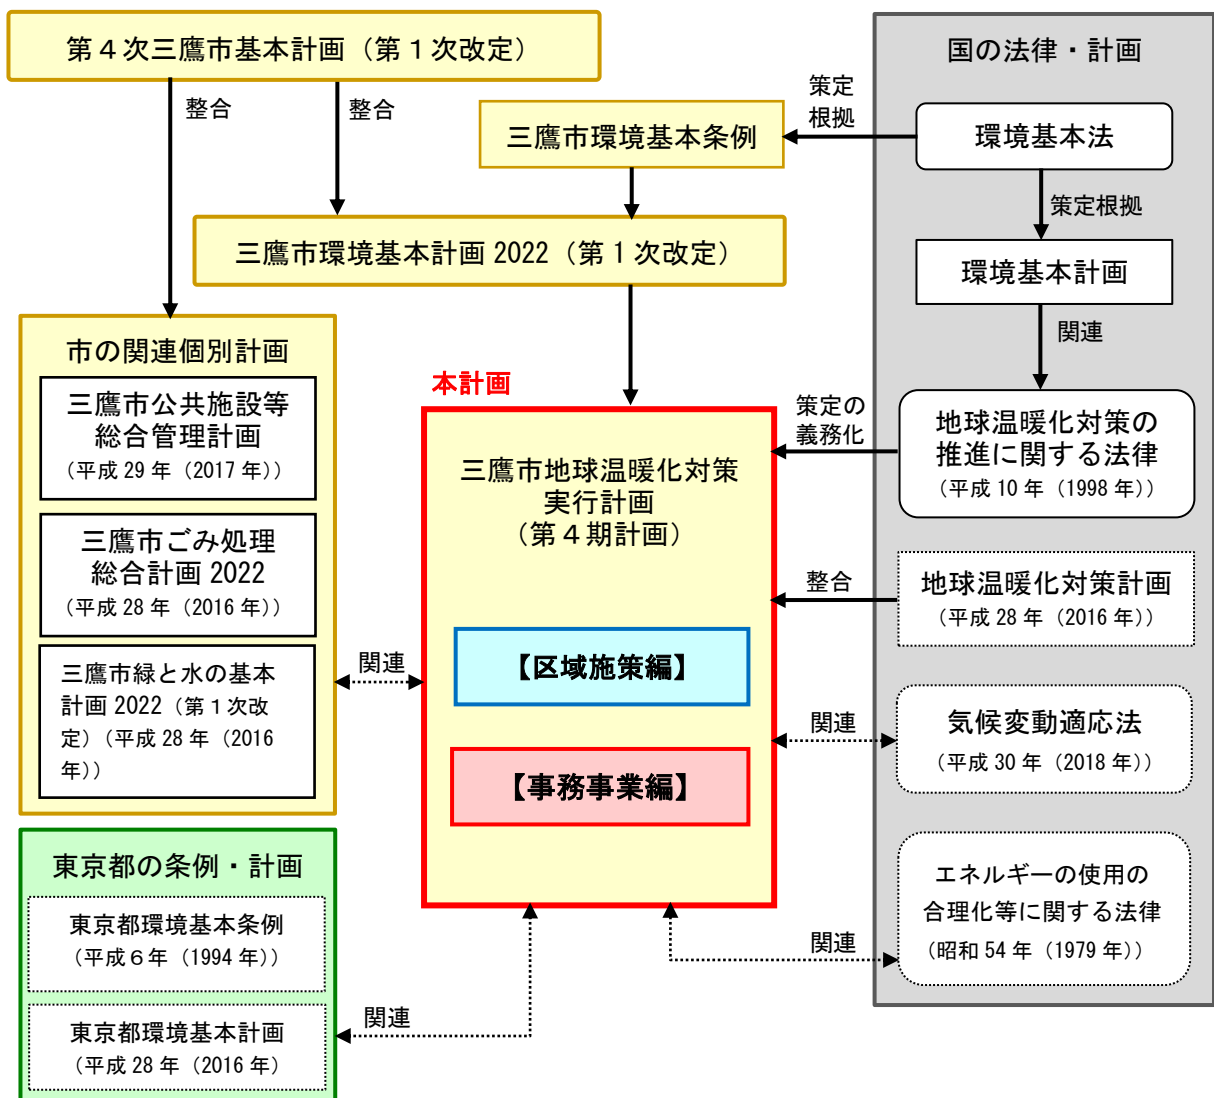 第４次三鷹市基本計画（第１次改定）
整合
整合
三鷹市環境基本条例
策定
根拠
国の法律・計画
環境基本法
策定根拠
環境基本計画
関連
三鷹市環境基本計画 2022（第１次改定）
市の関連個別計画
三鷹市公共施設等
総合管理計画
（平成 29 年（2017 年））
三鷹市ごみ処理
総合計画 2022
（平成 28 年（2016 年））
三鷹市緑と水の基本
計画 2022（第１次改
定）（平成 28 年（2016
年））
関連
本計画
三鷹市地球温暖化対策
実行計画
（第４期計画）
【区域施策編】
【事務事業編】
策定の
義務化
地球温暖化対策の
推進に関する法律
（平成 10 年（1998 年））
整合
地球温暖化対策計画
（平成 28 年（2016 年））
関連
気候変動適応法
（平成 30 年（2018 年））
関連
エネルギーの使用の
合理化等に関する法律
（昭和 54 年（1979 年））
東京都の条例・計画
東京都環境基本条例
（平成６年（1994 年））
東京都環境基本計画
（平成 28 年（2016 年）
関連